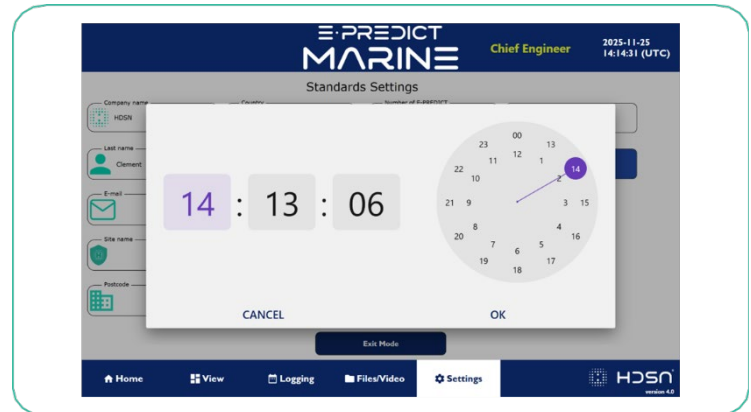 E·PREDICT
MARINE
Chief Engineer
2025-11-25
14:14:31 (UTC)
Standards Settings
Company name
Country
Number of E-PREDICT
HDSN
Last name
Clement
E-mail
Site name
Postcode
14 : 13 : 06
00
23
13
12
11
1
22
14
10
2
21
9
3
15
8
4
20
16
7
5
6
19
17
18
CANCEL
OK
Exit Mode
Home
View
Logging
Files/Video
Settings
HDSN
version 4.0